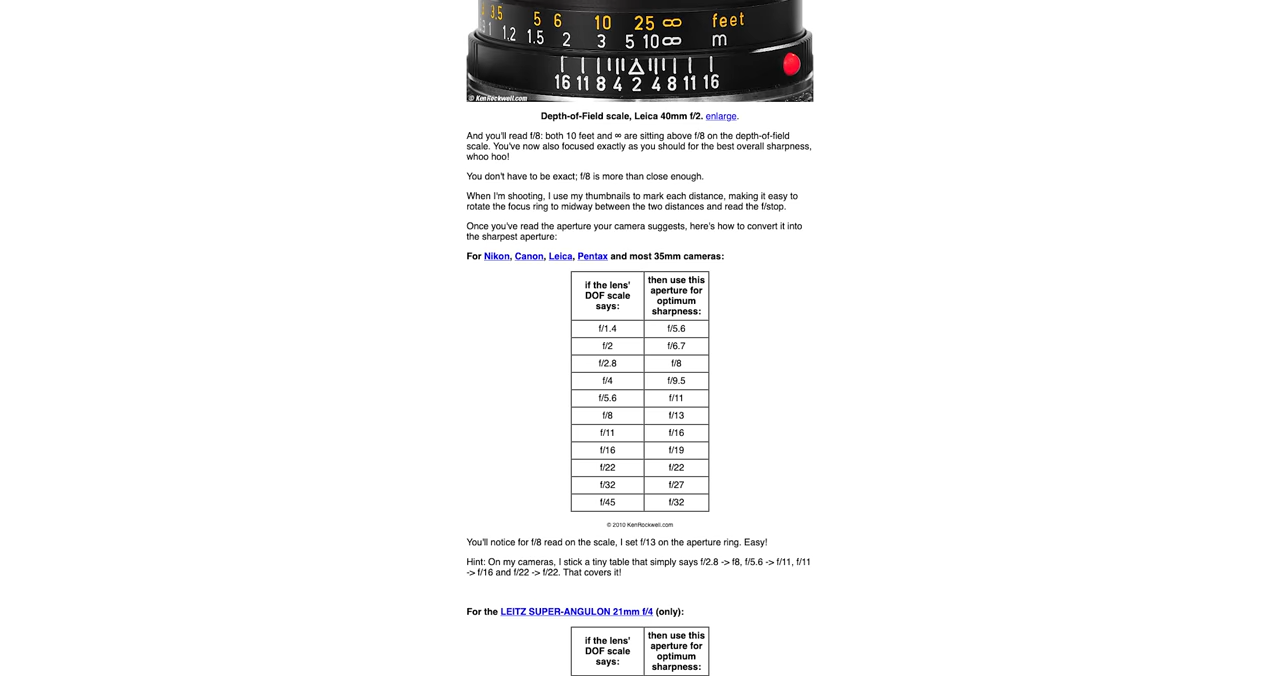 3.5 5 6 10 25 ∞ feet
1 1.2 1.5 2 3 5 10 ∞ m
16 11 8 4 2 4 8 11 16
© KenRockwell.com
Depth-of-Field scale, Leica 40mm f/2. enlarge.
And you'll read f/8: both 10 feet and ∞ are sitting above f/8 on the depth-of-field
scale. You've now also focused exactly as you should for the best overall sharpness,
whoo hoo!
You don't have to be exact; f/8 is more than close enough.
When I'm shooting, I use my thumbnails to mark each distance, making it easy to
rotate the focus ring to midway between the two distances and read the f/stop.
Once you've read the aperture your camera suggests, here's how to convert it into
the sharpest aperture:
For Nikon, Canon, Leica, Pentax and most 35mm cameras:
if the lens' DOF scale says: then use this aperture for optimum sharpness:
f/1.4 f/5.6
f/2 f/6.7
f/2.8 f/8
f/4 f/9.5
f/5.6 f/11
f/8 f/13
f/11 f/16
f/16 f/19
f/22 f/22
f/32 f/27
f/45 f/32
© 2010 KenRockwell.com
You'll notice for f/8 read on the scale, I set f/13 on the aperture ring. Easy!
Hint: On my cameras, I stick a tiny table that simply says f/2.8 -> f8, f/5.6 -> f/11, f/11
-> f/16 and f/22 -> f/22. That covers it!
For the LEITZ SUPER-ANGULON 21mm f/4 (only):
if the lens' DOF scale says: then use this aperture for optimum sharpness: